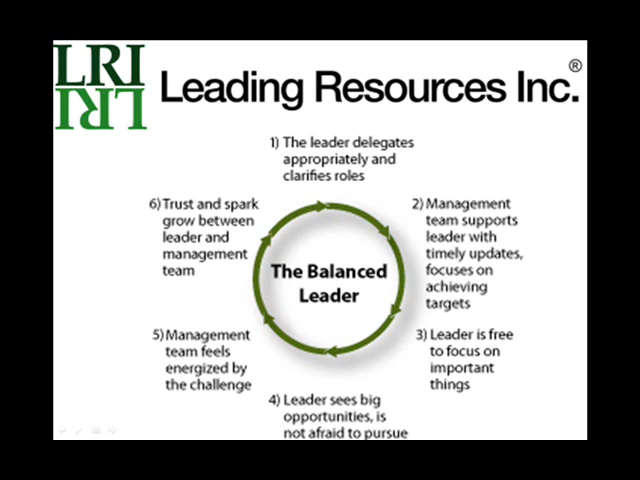 LRI
LRI
Leading Resources Inc.®
1) The leader delegates
appropriately and
clarifies roles
2) Management
team supports
leader with
timely updates,
focuses on
achieving
targets
3) Leader is free
to focus on
important
things
4) Leader sees big
opportunities, is
not afraid to pursue
5) Management
team feels
energized by
the challenge
6) Trust and spark
grow between
leader and
management
team
The Balanced
Leader